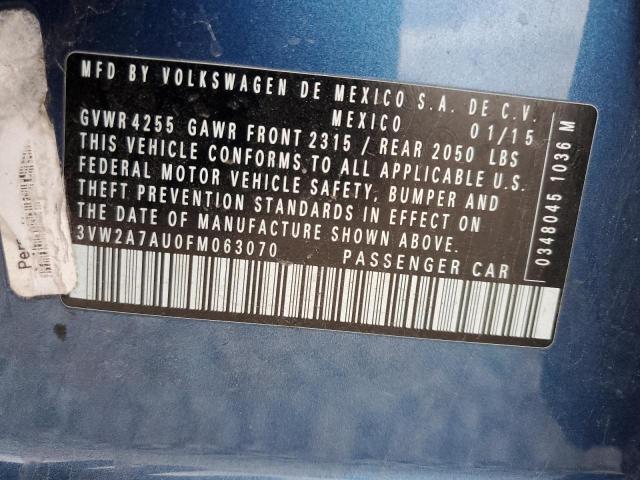 MFD BY VOLKSWAGEN DE MEXICO S.A. DE C.V.
MEXICO 01/15
GVWR4255 GAWR FRONT 2315 / REAR 2050 LBS
THIS VEHICLE CONFORMS TO ALL APPLICABLE U.S.
FEDERAL MOTOR VEHICLE SAFETY, BUMPER AND
THEFT PREVENTION STANDARDS IN EFFECT ON
THE DATE OF MANUFACTURE SHOWN ABOVE.
3VW2A7AU0FM063070 PASSENGER CAR
0348045 1036 M